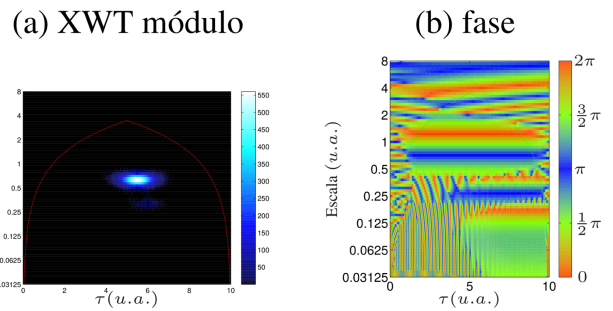 (a) XWT módulo
(b) fase
8
4
2
1
0.5
0.25
0.125
0.0625
0.03125
0 2 4 6 8 10
τ(u.a.)
550
500
450
400
350
300
250
200
150
100
50
Escala (u.a.)
8
4
2
1
0.5
0.25
0.125
0.0625
0.03125
0 5 10
τ(u.a.)
2π
3/2 π
π
1/2 π
0